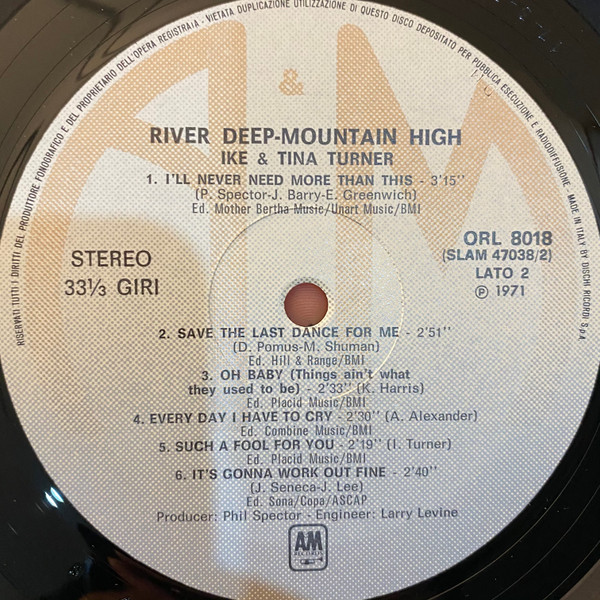 RISERVATI TUTTI I DIRITTI DEL PRODUTTORE FONOGRAFICO E DEL PROPRIETARIO DELL'OPERA REGISTRATA - VIETATA DUPLICAZIONE UTILIZZAZIONE DI QUESTO DISCO DEPOSITATO PER PUBBLICA ESECUZIONE E RADIODIFFUSIONE - MADE IN ITALY BY DISCHI RICORDI S.p.A.
A&M
RIVER DEEP-MOUNTAIN HIGH
IKE & TINA TURNER
1. I'LL NEVER NEED MORE THAN THIS - 3'15"
(P. Spector-J. Barry-E. Greenwich)
Ed. Mother Bertha Music/Unart Music/BMI
STEREO
33⅓ GIRI
ORL 8018
(SLAM 47038/2)
LATO 2
℗ 1971
2. SAVE THE LAST DANCE FOR ME - 2'51"
(D. Pomus-M. Shuman)
Ed. Hill & Range/BMI
3. OH BABY (Things ain't what
they used to be) - 2'33" (K. Harris)
Ed. Placid Music/BMI
4. EVERY DAY I HAVE TO CRY - 2'30" (A. Alexander)
Ed. Combine Music/BMI
5. SUCH A FOOL FOR YOU - 2'19" (I. Turner)
Ed. Placid Music/BMI
6. IT'S GONNA WORK OUT FINE - 2'40"
(J. Seneca-J. Lee)
Ed. Sona/Copa/ASCAP
Producer: Phil Spector - Engineer: Larry Levine
AM
RECORDS